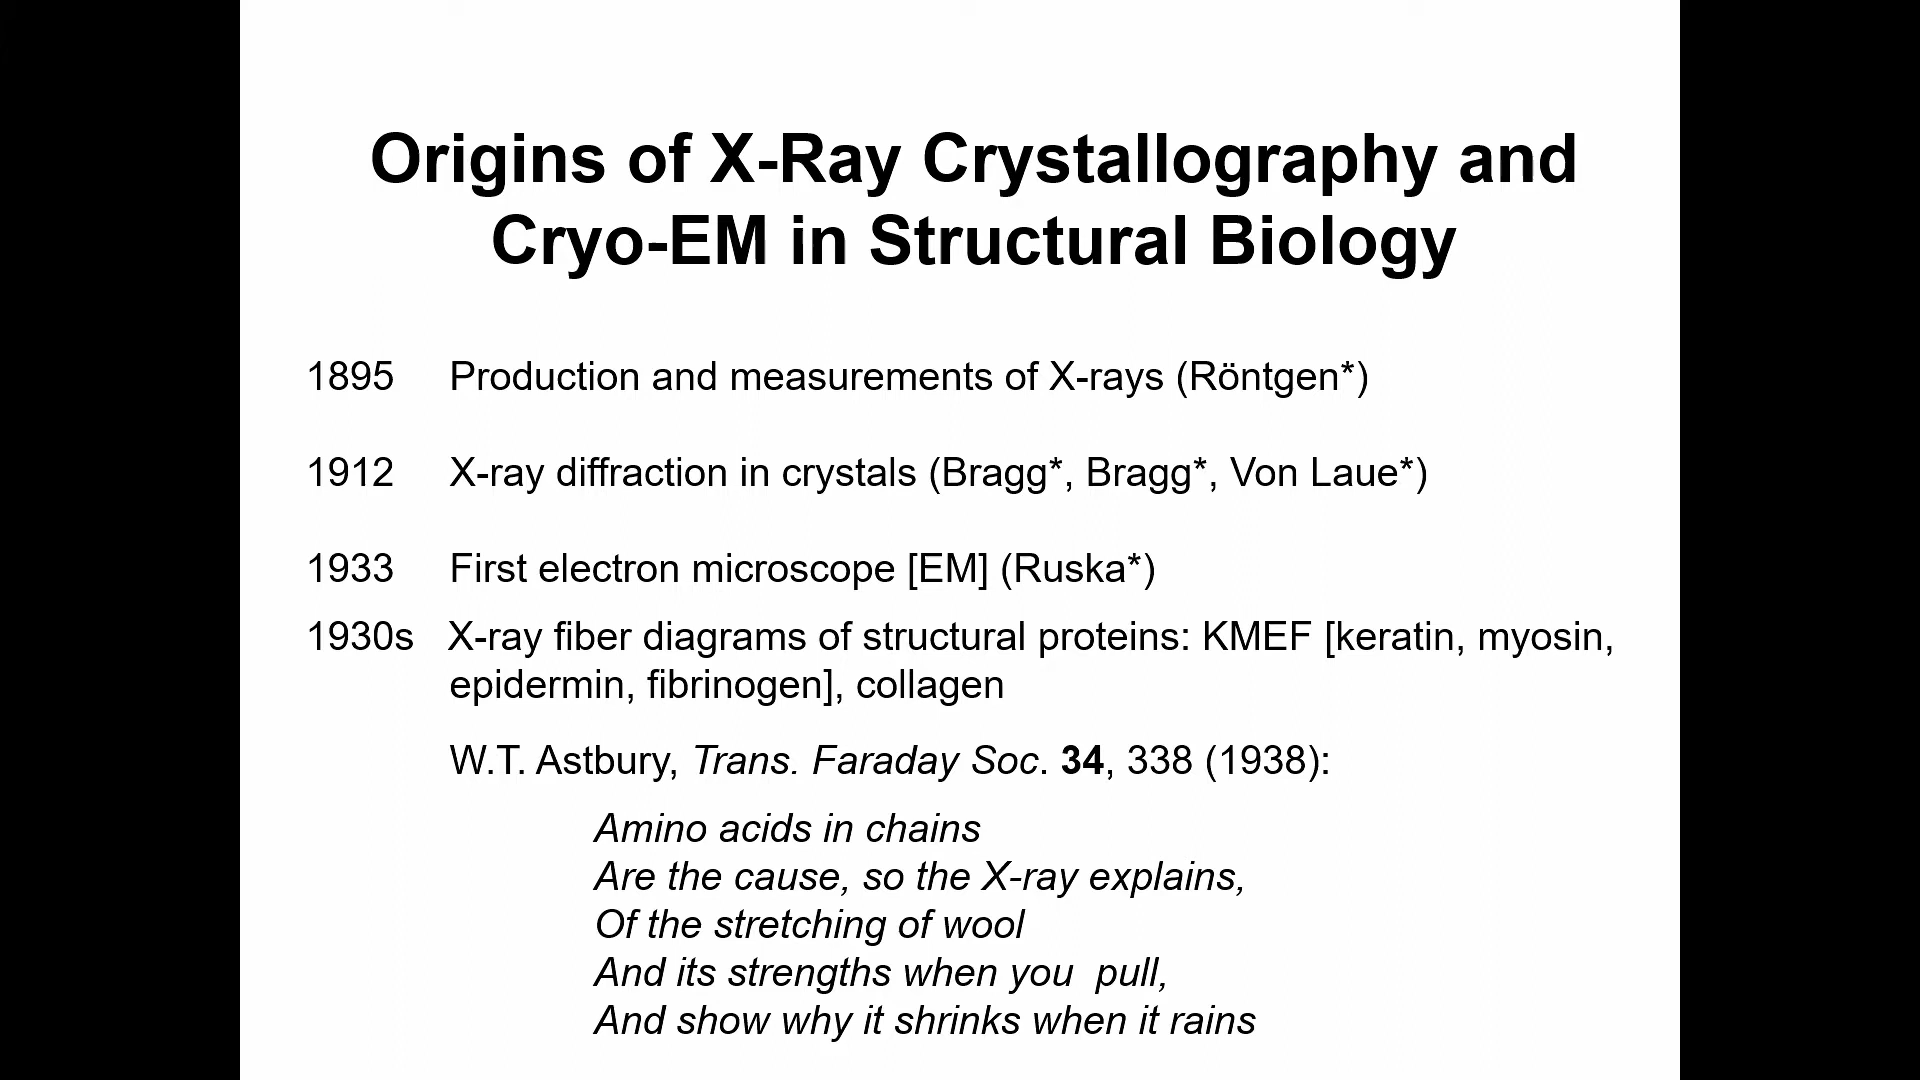 Origins of X-Ray Crystallography and
Cryo-EM in Structural Biology
1895 Production and measurements of X-rays (Röntgen*)
1912 X-ray diffraction in crystals (Bragg*, Bragg*, Von Laue*)
1933 First electron microscope [EM] (Ruska*)
1930s X-ray fiber diagrams of structural proteins: KMEF [keratin, myosin,
epidermin, fibrinogen], collagen
W.T. Astbury, Trans. Faraday Soc. 34, 338 (1938):
Amino acids in chains
Are the cause, so the X-ray explains,
Of the stretching of wool
And its strengths when you pull,
And show why it shrinks when it rains